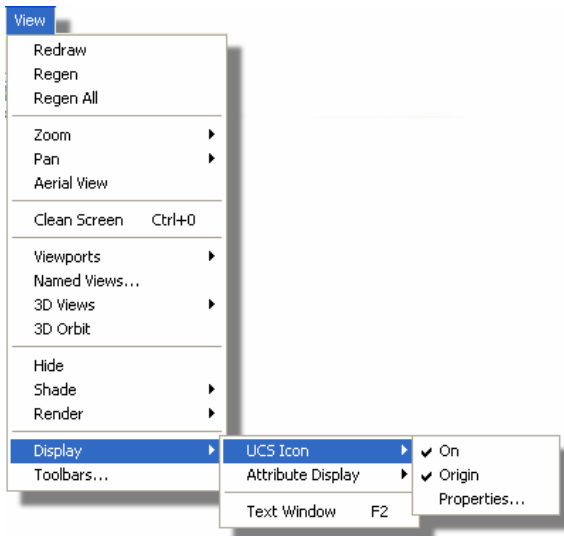 View
Redraw
Regen
Regen All
Zoom
Pan
Aerial View
Clean Screen Ctrl+0
Viewports
Named Views...
3D Views
3D Orbit
Hide
Shade
Render
Display
Toolbars...
UCS Icon
Attribute Display
Text Window F2
On
Origin
Properties...